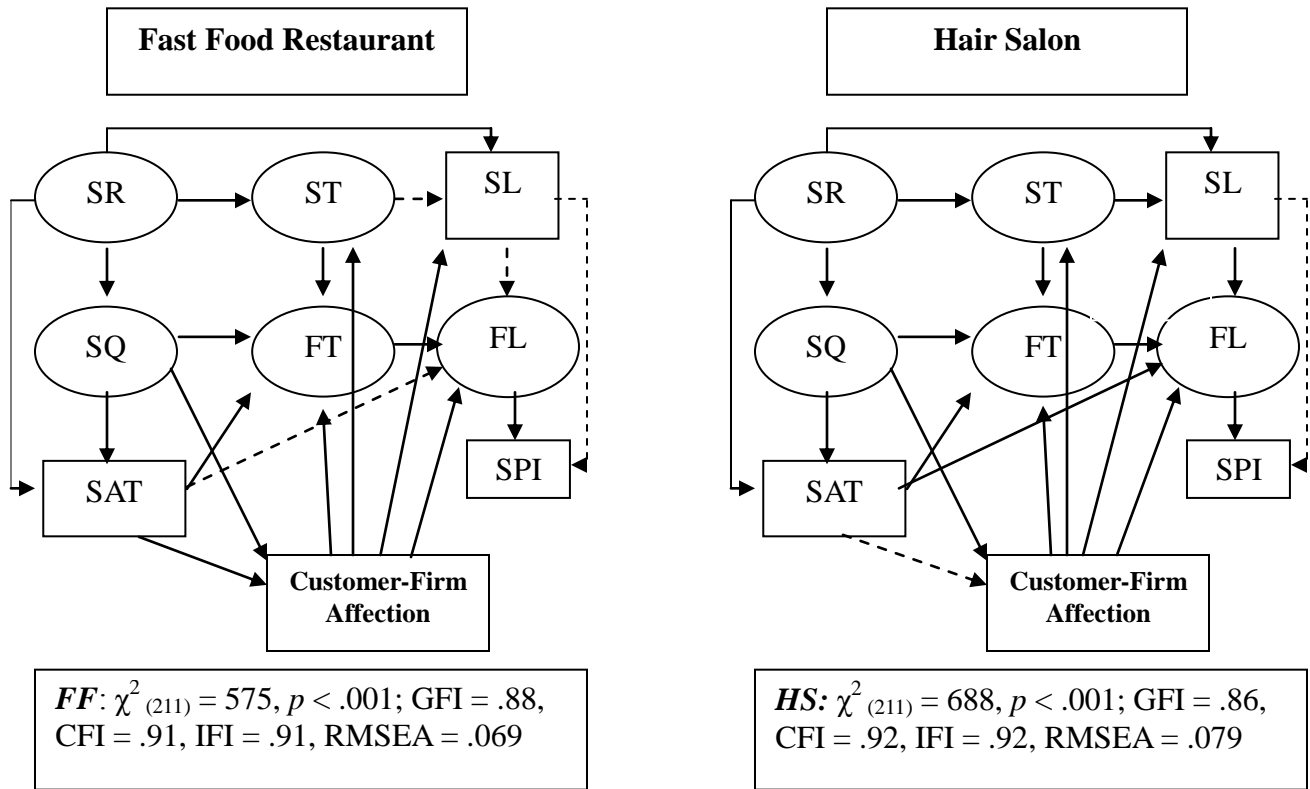 Fast Food Restaurant
SR
ST
SL
SQ
FT
FL
SAT
SPI
Customer-Firm
Affection
FF: χ² (211) = 575, p < .001; GFI = .88,
CFI = .91, IFI = .91, RMSEA = .069
Hair Salon
SR
ST
SL
SQ
FT
FL
SAT
SPI
Customer-Firm
Affection
HS: χ² (211) = 688, p < .001; GFI = .86,
CFI = .92, IFI = .92, RMSEA = .079